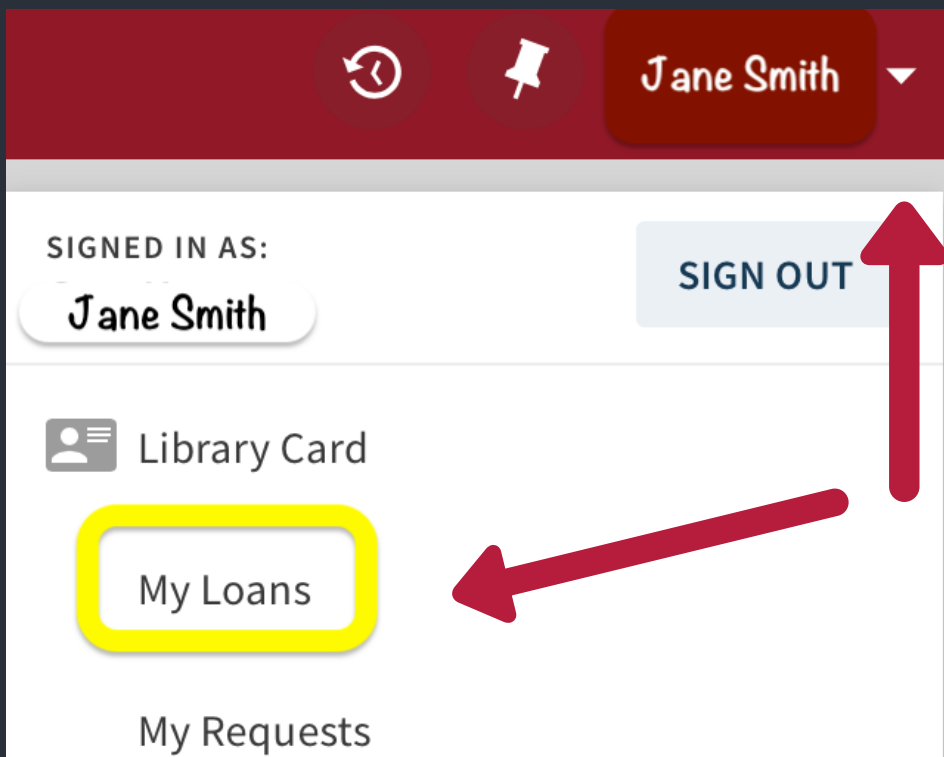 Jane Smith
SIGNED IN AS:
SIGN OUT
Jane Smith
Library Card
My Loans
My Requests